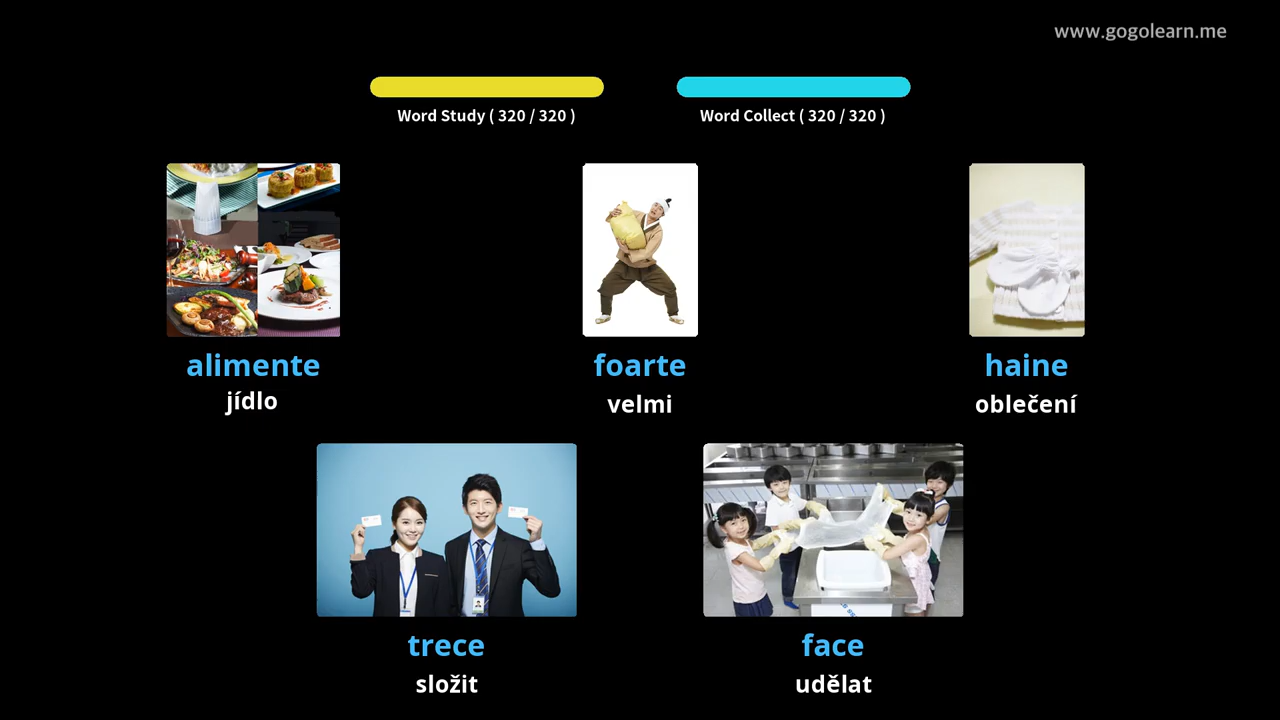 www.gogolearn.me
Word Study ( 320 / 320 )
Word Collect ( 320 / 320 )
alimente
jídlo
foarte
velmi
haine
oblečení
trece
složit
face
udělat